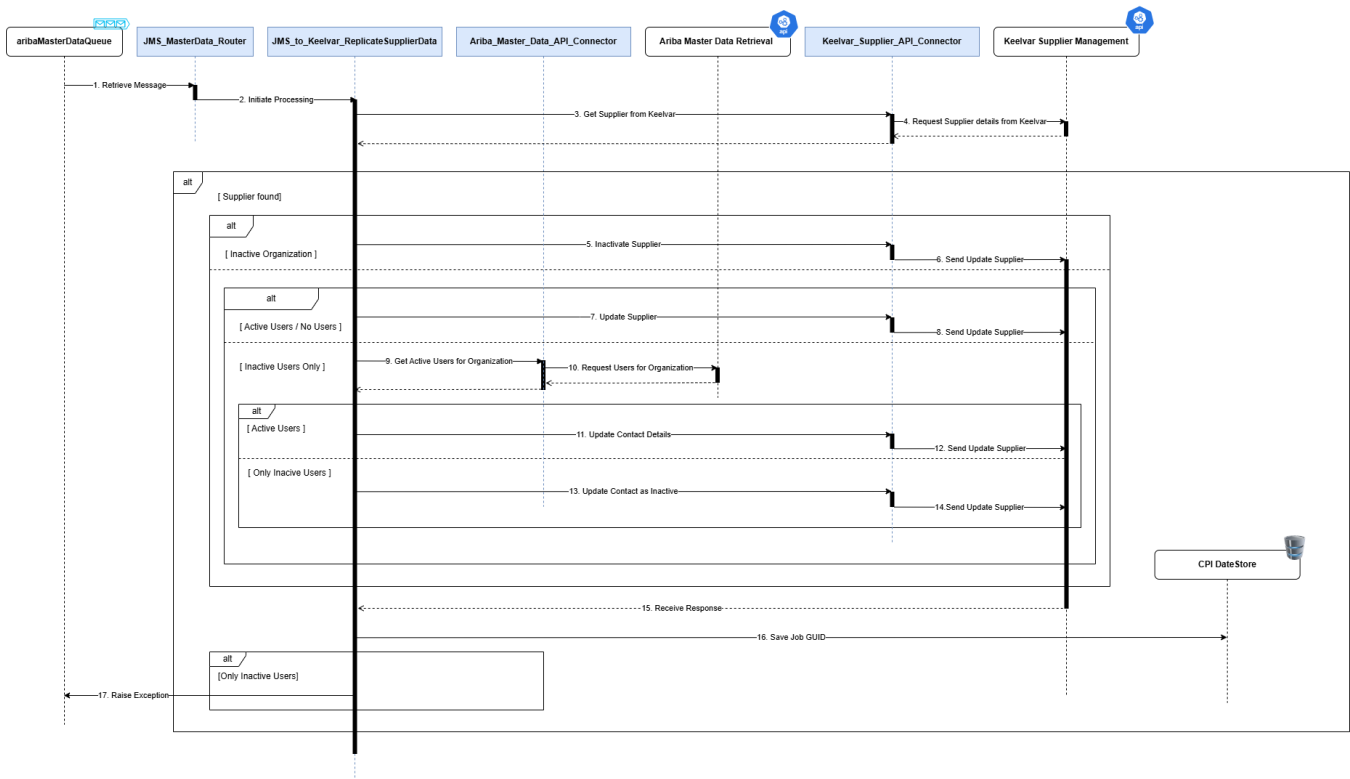 aribaMasterDataQueue
JMS_MasterData_Router
JMS_to_Keelvar_ReplicateSupplierData
Ariba_Master_Data_API_Connector
Ariba Master Data Retrieval
api
Keelvar_Supplier_API_Connector
Keelvar Supplier Management
api
1. Retrieve Message
2. Initiate Processing
3. Get Supplier from Keelvar
4. Request Supplier details from Keelvar
alt
[ Supplier found]
alt
[ Inactive Organization ]
5. Inactivate Supplier
6. Send Update Supplier
alt
[ Active Users / No Users ]
7. Update Supplier
8. Send Update Supplier
[ Inactive Users Only ]
9. Get Active Users for Organization
10. Request Users for Organization
alt
[ Active Users ]
11. Update Contact Details
12. Send Update Supplier
[ Only Inacive Users ]
13. Update Contact as Inactive
14.Send Update Supplier
CPI DateStore
15. Receive Response
16. Save Job GUID
alt
[Only Inactive Users]
17. Raise Exception